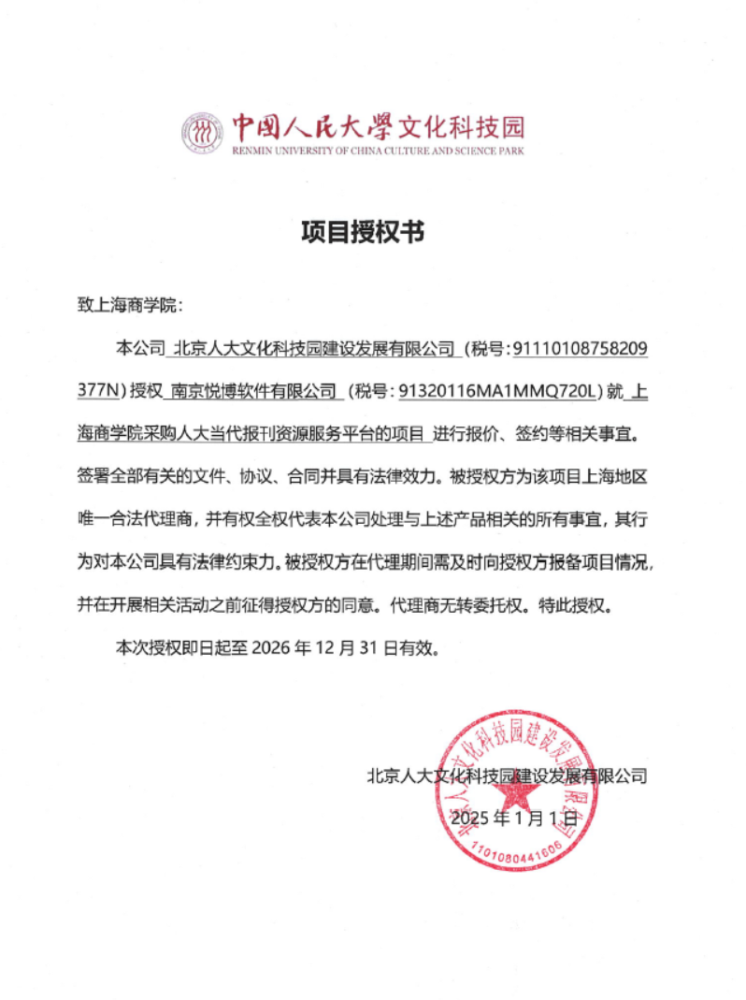 中国人民大學文化科技园
RENMIN UNIVERSITY OF CHINA CULTURE AND SCIENCE PARK
项目授权书
致上海商学院：
本公司 北京人大文化科技园建设发展有限公司（税号：91110108758209
377N）授权 南京悦博软件有限公司（税号：91320116MA1MMQ720L）就 上
海商学院采购人大当代报刊资源服务平台的项目 进行报价、签约等相关事宜。
签署全部有关的文件、协议、合同并具有法律效力。被授权方为该项目上海地区
唯一合法代理商，并有权全权代表本公司处理与上述产品相关的所有事宜，其行
为对本公司具有法律约束力。被授权方在代理期间需及时向授权方报备项目情况，
并在开展相关活动之前征得授权方的同意。代理商无转委托权。特此授权。
本次授权即日起至 2026 年 12 月 31 日有效。
北京人大文化科技园建设发展有限公司
2025 年 1 月 1 日
北京人大文化科技园建设发展有限公司
1101080441606